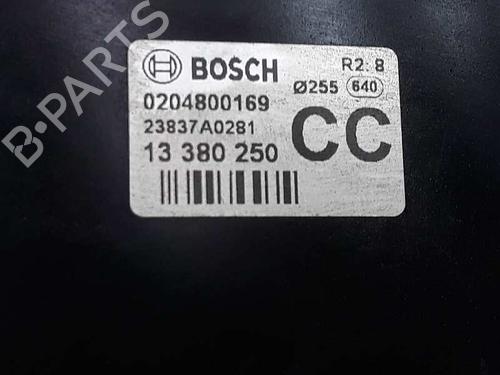 BOSCH R2: 8
0204800169 Ø255 640
23837A0281 CC
13 380 250
B-PARTS